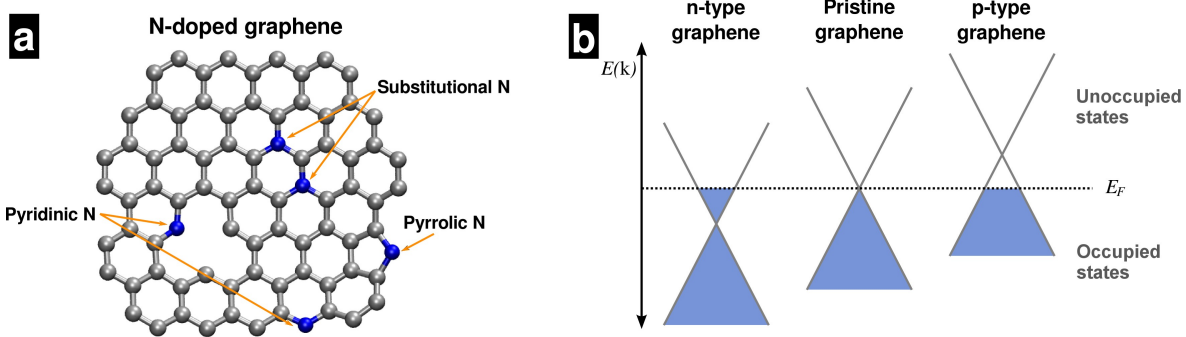 a
N-doped graphene
Substitutional N
Pyridinic N
Pyrrolic N
b
n-type
graphene
Pristine
graphene
p-type
graphene
E(k)
Unoccupied
states
E_F
Occupied
states